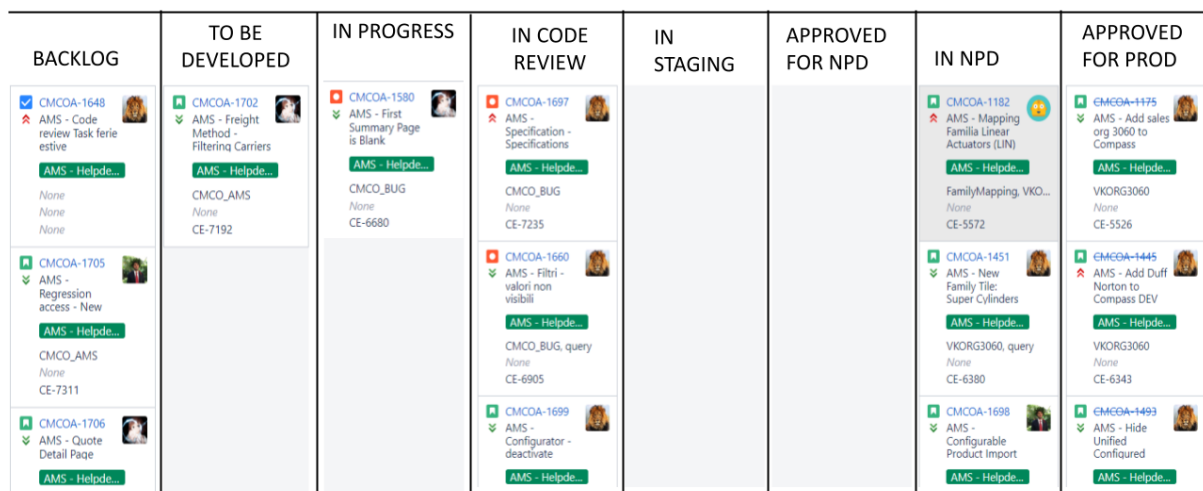 BACKLOG
TO BE
DEVELOPED
IN PROGRESS
IN CODE
REVIEW
IN
STAGING
APPROVED
FOR NPD
IN NPD
APPROVED
FOR PROD
CMCOA-1648
AMS - Code
review Task ferie
estive
AMS - Helpde...
None
None
None
CMCOA-1705
AMS -
Regression
access - New
AMS - Helpde...
CMCO_AMS
None
CE-7311
CMCOA-1706
AMS - Quote
Detail Page
AMS - Helpde...
CMCOA-1702
AMS - Freight
Method -
Filtering Carriers
AMS - Helpde...
CMCO_AMS
None
CE-7192
CMCOA-1580
AMS - First
Summary Page
is Blank
AMS - Helpde...
CMCO_BUG
None
CE-6680
CMCOA-1697
AMS -
Specification -
Specifications
AMS - Helpde...
CMCO_BUG
None
CE-7235
CMCOA-1660
AMS - Filtri -
valori non
visibili
AMS - Helpde...
CMCO_BUG, query
None
CE-6905
CMCOA-1699
AMS -
Configurator -
deactivate
AMS - Helpde...
CMCOA-1182
AMS - Mapping
Familia Linear
Actuators (LIN)
AMS - Helpde...
FamilyMapping, VKO...
None
CE-5572
CMCOA-1451
AMS - New
Family Tile:
Super Cylinders
AMS - Helpde...
VKORG3060, query
None
CE-6380
CMCOA-1698
AMS -
Configurable
Product Import
AMS - Helpde...
CMCOA-1175
AMS - Add sales
org 3060 to
Compass
AMS - Helpde...
VKORG3060
None
CE-5526
CMCOA-1445
AMS - Add Duff
Norton to
Compass DEV
AMS - Helpde...
VKORG3060
None
CE-6343
CMCOA-1493
AMS - Hide
Unified
Configured
AMS - Helpde...